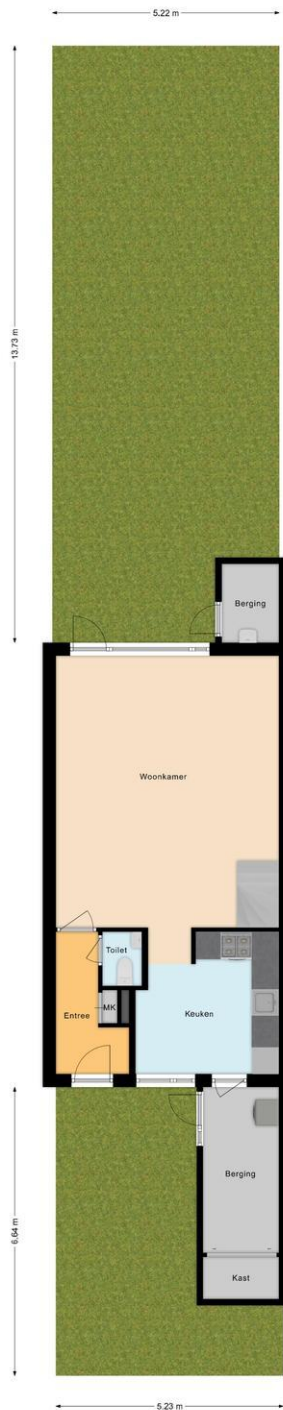 5.22 m
13.73 m
Berging
Woonkamer
Toilet
MK
Entree
Keuken
Berging
6.64 m
Kast
5.23 m